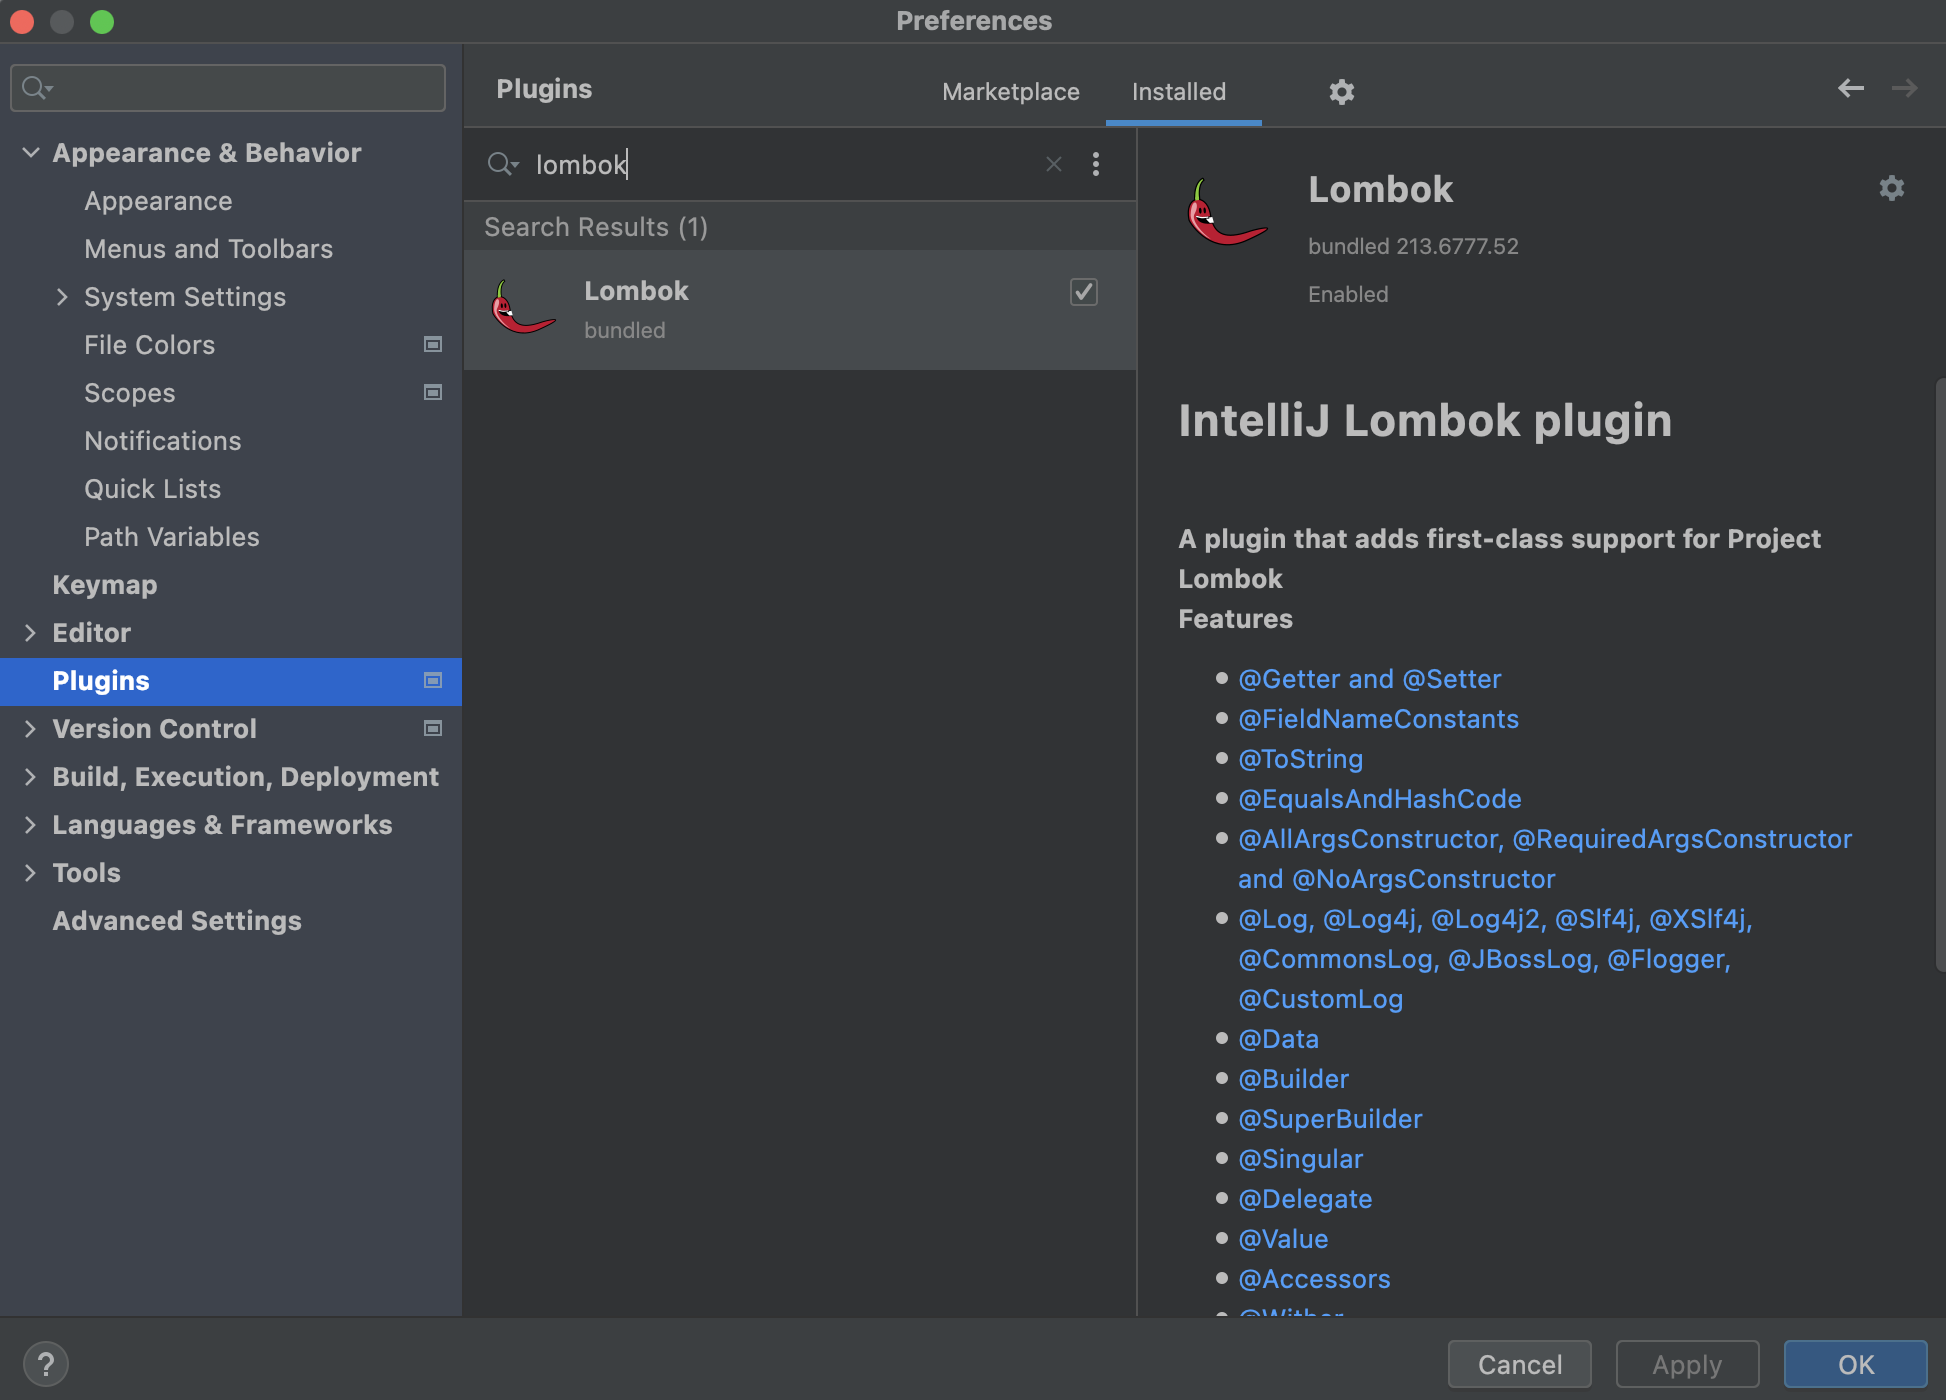 Preferences
Appearance & Behavior
Appearance
Menus and Toolbars
System Settings
File Colors
Scopes
Notifications
Quick Lists
Path Variables
Keymap
Editor
Plugins
Version Control
Build, Execution, Deployment
Languages & Frameworks
Tools
Advanced Settings
Plugins
Marketplace
Installed
lombok
Search Results (1)
Lombok
bundled
Lombok
bundled 213.6777.52
Enabled
IntelliJ Lombok plugin
A plugin that adds first-class support for Project
Lombok
Features
@Getter and @Setter
@FieldNameConstants
@ToString
@EqualsAndHashCode
@AllArgsConstructor, @RequiredArgsConstructor
and @NoArgsConstructor
@Log, @Log4j, @Log4j2, @Slf4j, @XSlf4j,
@CommonsLog, @JBossLog, @Flogger,
@CustomLog
@Data
@Builder
@SuperBuilder
@Singular
@Delegate
@Value
@Accessors
@Wither
?
Cancel
Apply
OK